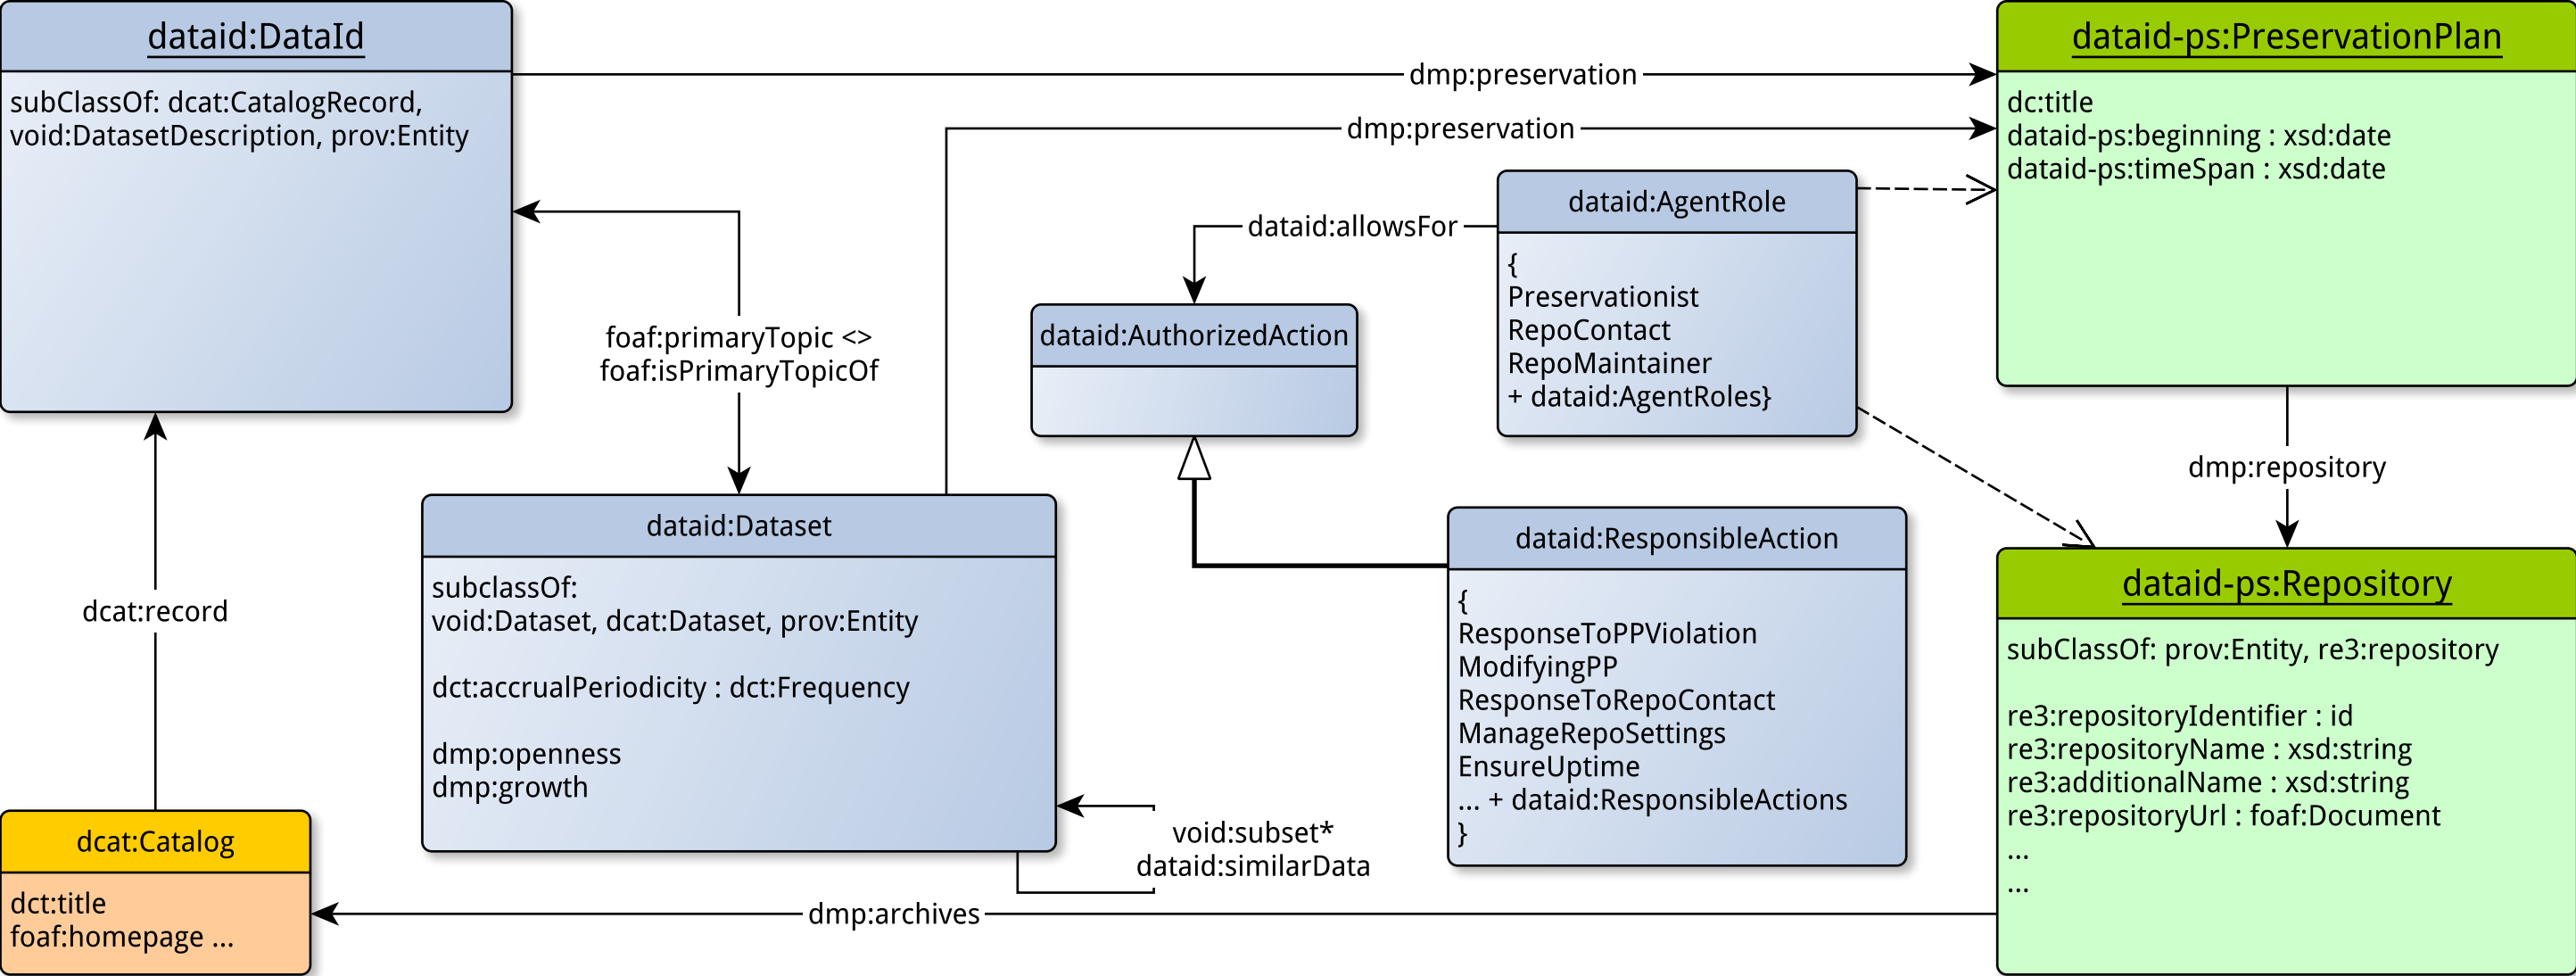 dataid:DataId
subClassOf: dcat:CatalogRecord,
void:DatasetDescription, prov:Entity
dmp:preservation
dmp:preservation
dataid-ps:PreservationPlan
dc:title
dataid-ps:beginning : xsd:date
dataid-ps:timeSpan : xsd:date
dataid:AgentRole
{
Preservationist
RepoContact
RepoMaintainer
+ dataid:AgentRoles}
dataid:allowsFor
dataid:AuthorizedAction
foaf:primaryTopic <>
foaf:isPrimaryTopicOf
dmp:repository
dataid:Dataset
subclassOf:
void:Dataset, dcat:Dataset, prov:Entity
dct:accrualPeriodicity : dct:Frequency
dmp:openness
dmp:growth
dataid:ResponsibleAction
{
ResponseToPPViolation
ModifyingPP
ResponseToRepoContact
ManageRepoSettings
EnsureUptime
... + dataid:ResponsibleActions
}
dataid-ps:Repository
subClassOf: prov:Entity, re3:repository
re3:repositoryIdentifier : id
re3:repositoryName : xsd:string
re3:additionalName : xsd:string
re3:repositoryUrl : foaf:Document
...
...
dcat:record
void:subset*
dataid:similarData
dcat:Catalog
dct:title
foaf:homepage ...
dmp:archives